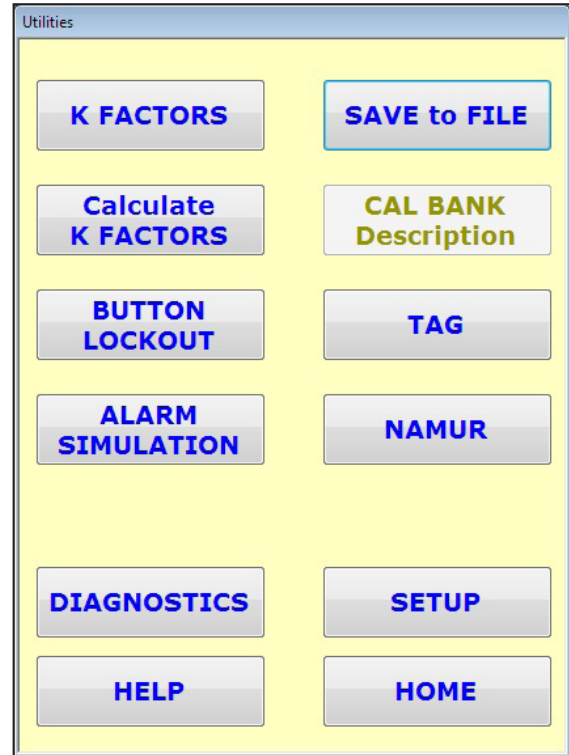 Utilities
K FACTORS
SAVE to FILE
Calculate
K FACTORS
CAL BANK
Description
BUTTON
LOCKOUT
TAG
ALARM
SIMULATION
NAMUR
DIAGNOSTICS
SETUP
HELP
HOME